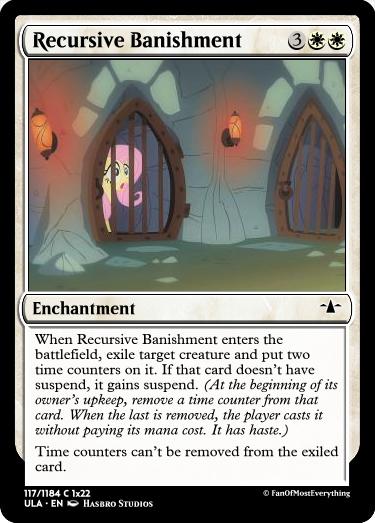 Recursive Banishment 3
Enchantment
When Recursive Banishment enters the
battlefield, exile target creature and put two
time counters on it. If that card doesn't have
suspend, it gains suspend. (At the beginning of its
owner's upkeep, remove a time counter from that
card. When the last is removed, the player casts it
without paying its mana cost. It has haste.)
Time counters can't be removed from the exiled
card.
117/1184 C 1x22
ULA · EN Hasbro Studios
© FanOfMostEverything